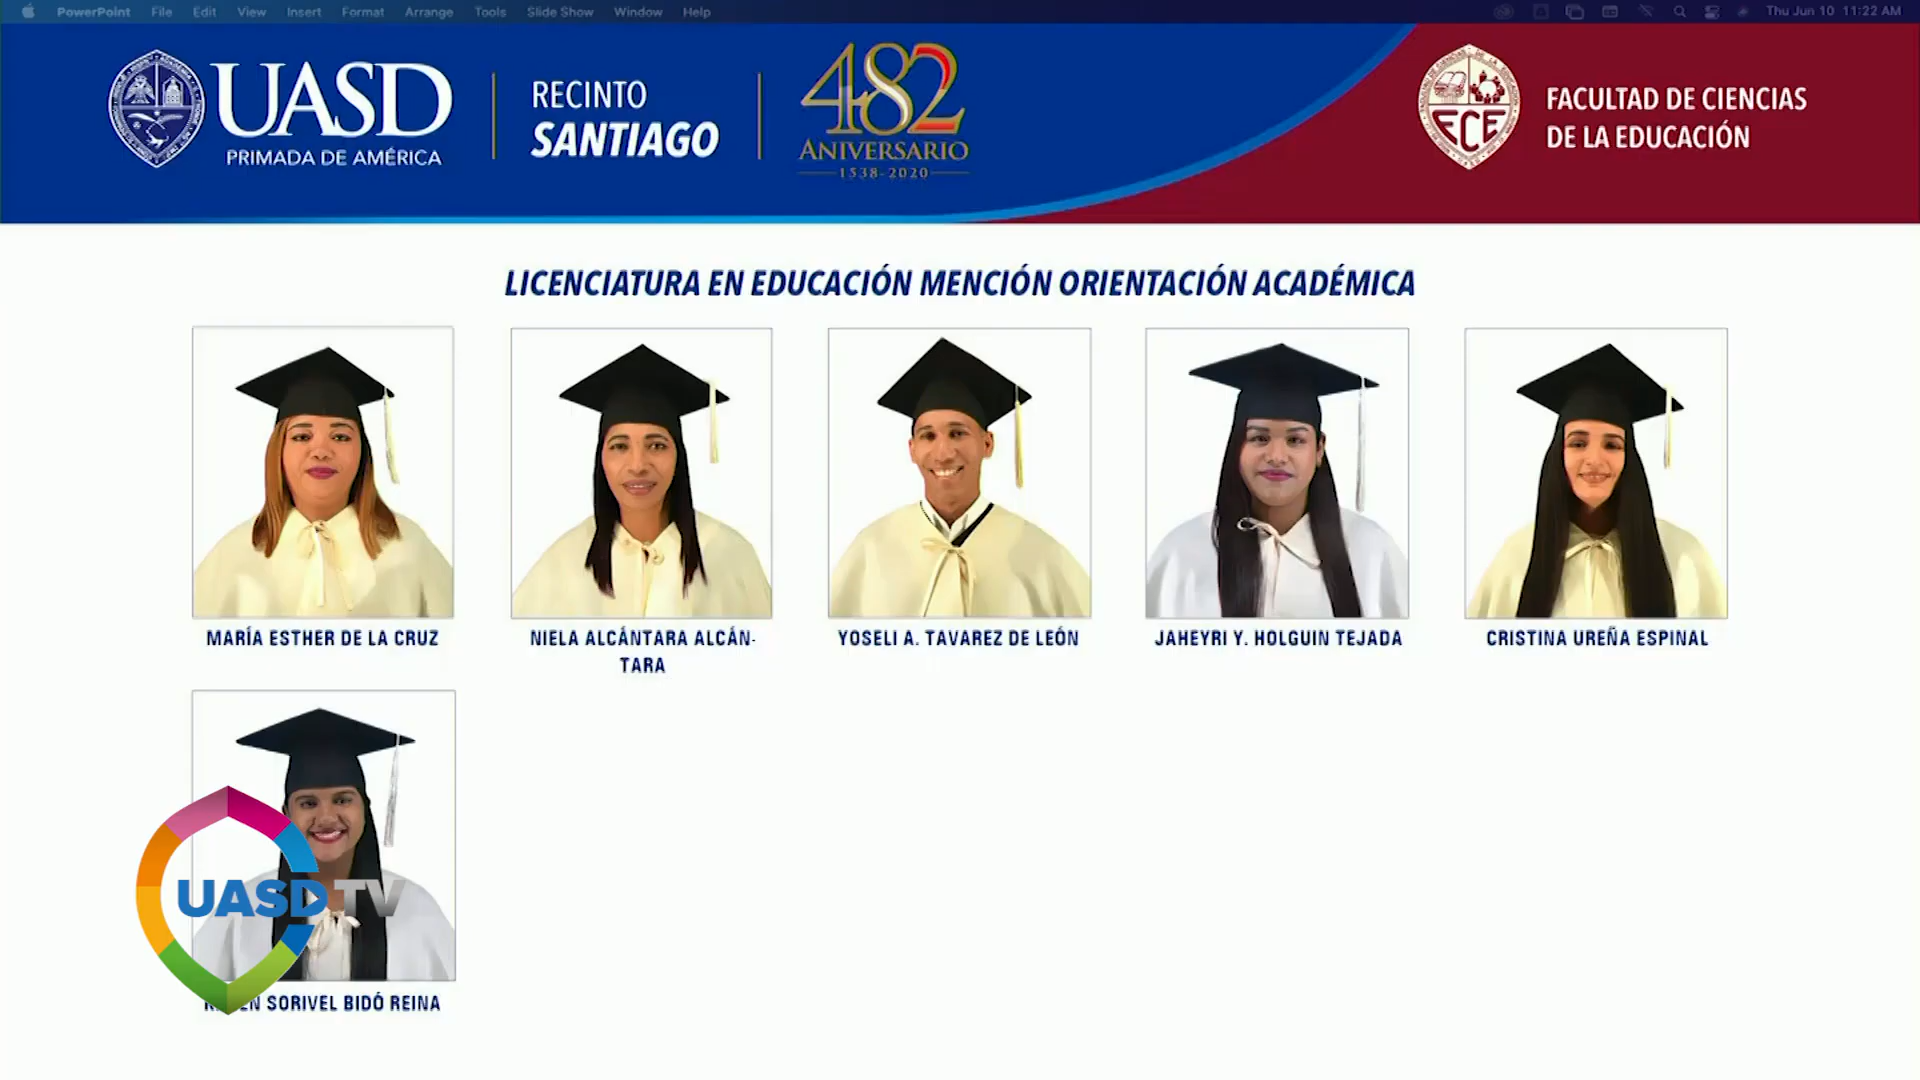 PowerPoint File Edit View Insert Format Arrange Tools Slide Show Window Help Thu Jun 10 11:22 AM
UASD
PRIMADA DE AMÉRICA
RECINTO
SANTIAGO
482
ANIVERSARIO
1538-2020
FCE
FACULTAD DE CIENCIAS
DE LA EDUCACIÓN
LICENCIATURA EN EDUCACIÓN MENCIÓN ORIENTACIÓN ACADÉMICA
MARÍA ESTHER DE LA CRUZ
NIELA ALCÁNTARA ALCÁN-
TARA
YOSELI A. TAVAREZ DE LEÓN
JAHEYRI Y. HOLGUIN TEJADA
CRISTINA UREÑA ESPINAL
UASDTV
SORIVEL BIDÓ REINA